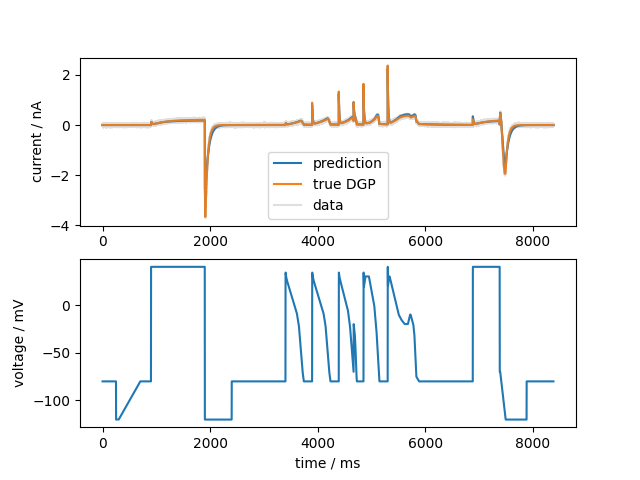 current / nA
2
0
−2
−4
prediction
true DGP
data
0
2000
4000
6000
8000
voltage / mV
0
−50
−100
0
2000
4000
6000
8000
time / ms